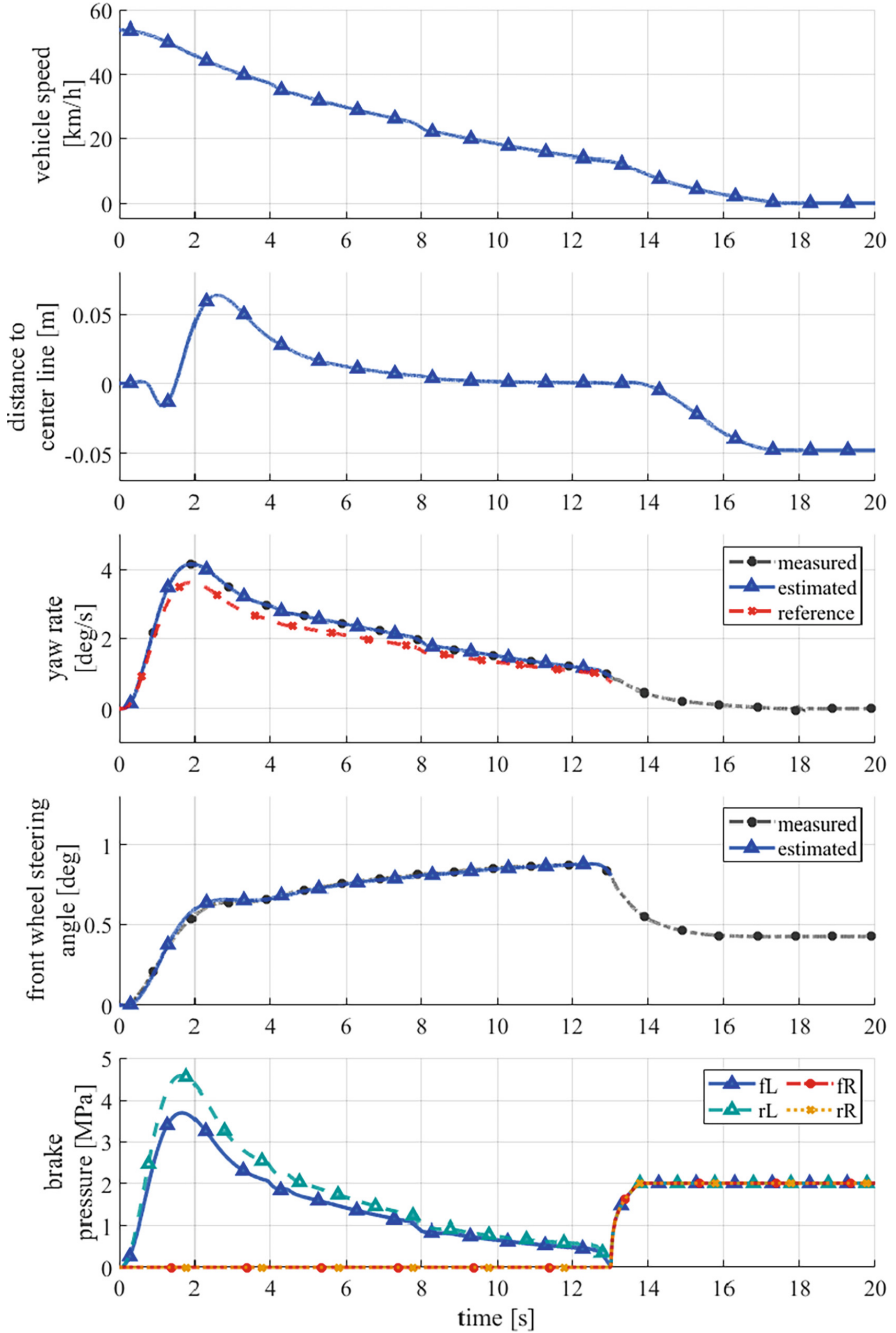 60
40
20
0
vehicle speed
[km/h]
0 2 4 6 8 10 12 14 16 18 20
0.05
0
-0.05
distance to
center line [m]
0 2 4 6 8 10 12 14 16 18 20
4
2
0
yaw rate
[deg/s]
measured
estimated
reference
0 2 4 6 8 10 12 14 16 18 20
1
0.5
0
front wheel steering
angle [deg]
measured
estimated
0 2 4 6 8 10 12 14 16 18 20
5
4
3
2
1
0
brake
pressure [MPa]
fL fR
rL rR
0 2 4 6 8 10 12 14 16 18 20
time [s]